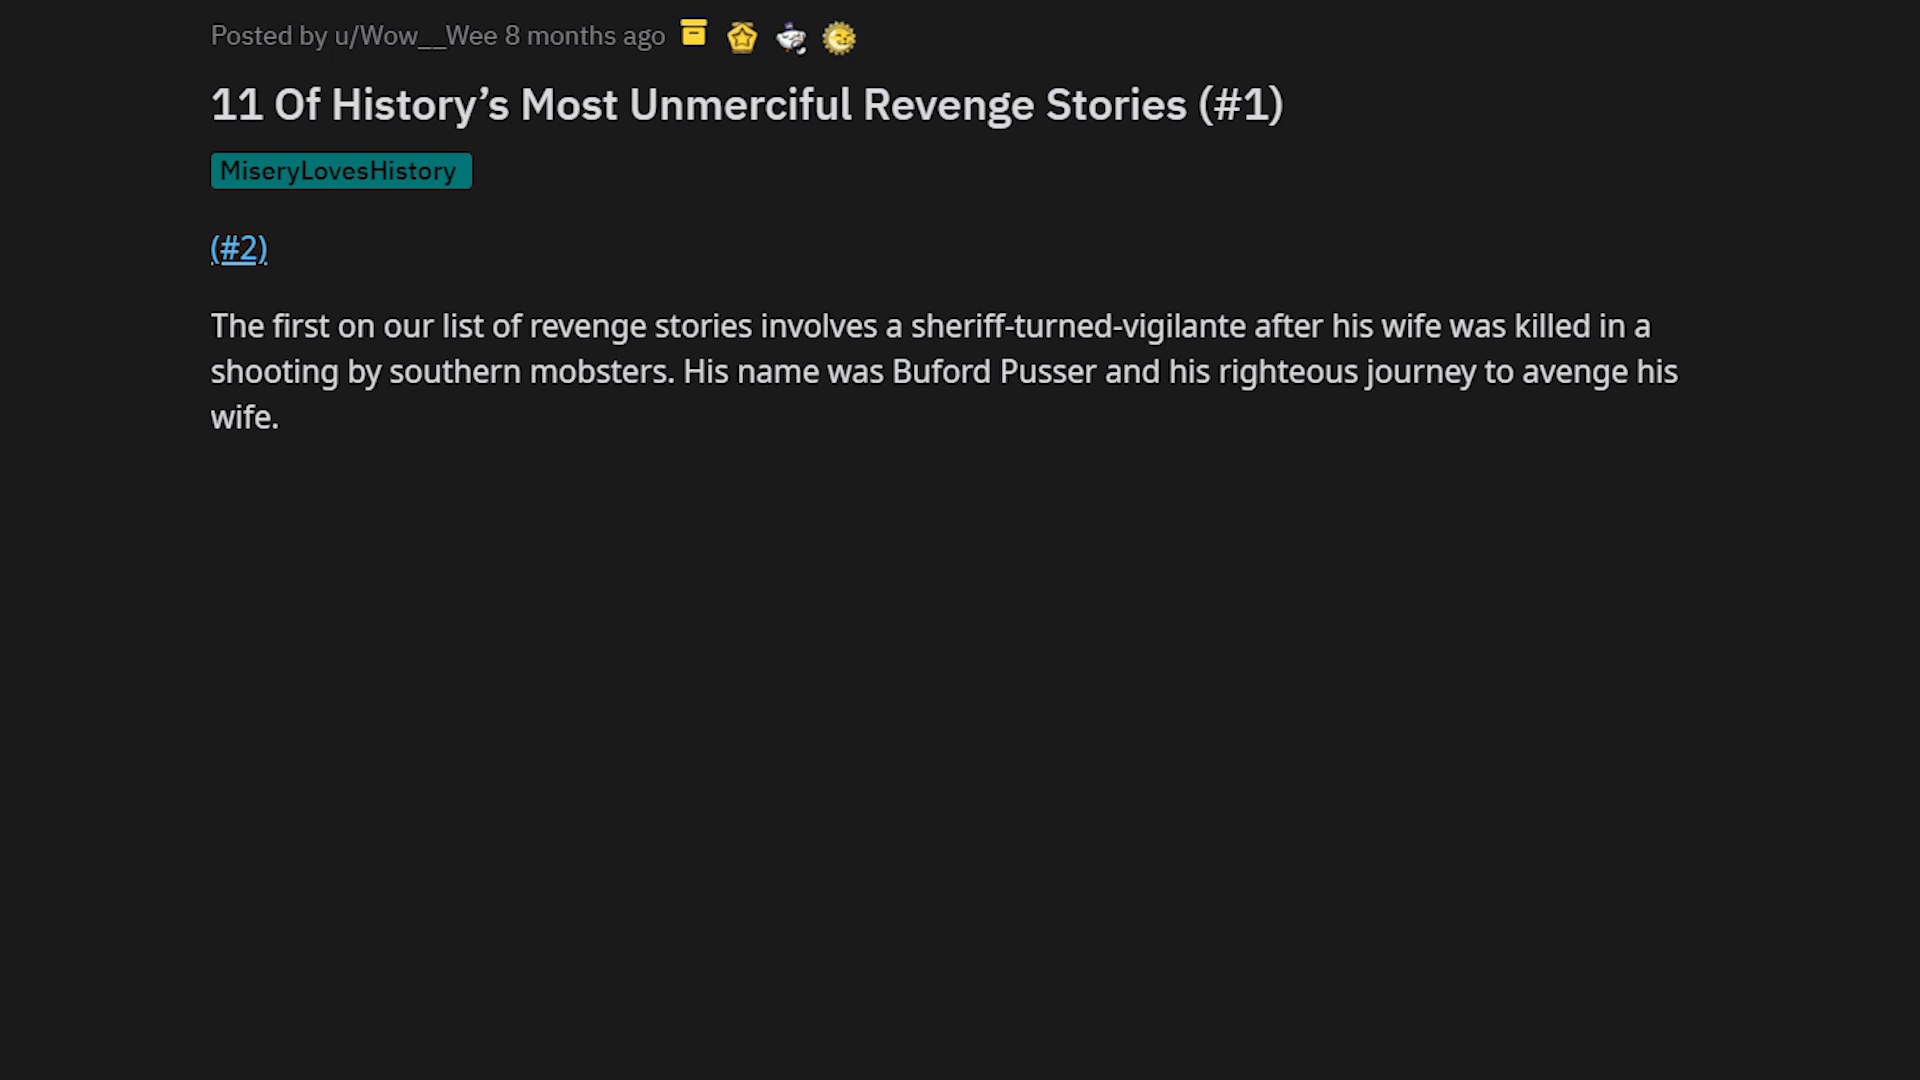 Posted by u/Wow__Wee 8 months ago
11 Of History’s Most Unmerciful Revenge Stories (#1)
MiseryLovesHistory
(#2)
The first on our list of revenge stories involves a sheriff-turned-vigilante after his wife was killed in a
shooting by southern mobsters. His name was Buford Pusser and his righteous journey to avenge his
wife.